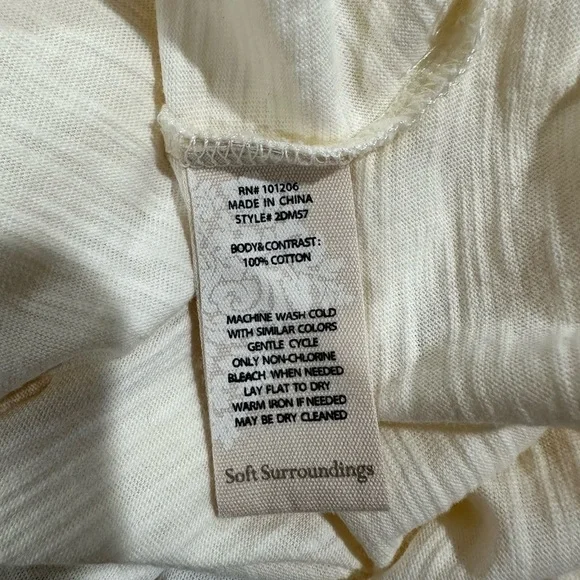 RN# 101206
MADE IN CHINA
STYLE# 2DM57
BODY&CONTRAST:
100% COTTON
MACHINE WASH COLD
WITH SIMILAR COLORS
GENTLE CYCLE
ONLY NON-CHLORINE
BLEACH WHEN NEEDED
LAY FLAT TO DRY
WARM IRON IF NEEDED
MAY BE DRY CLEANED
Soft Surroundings